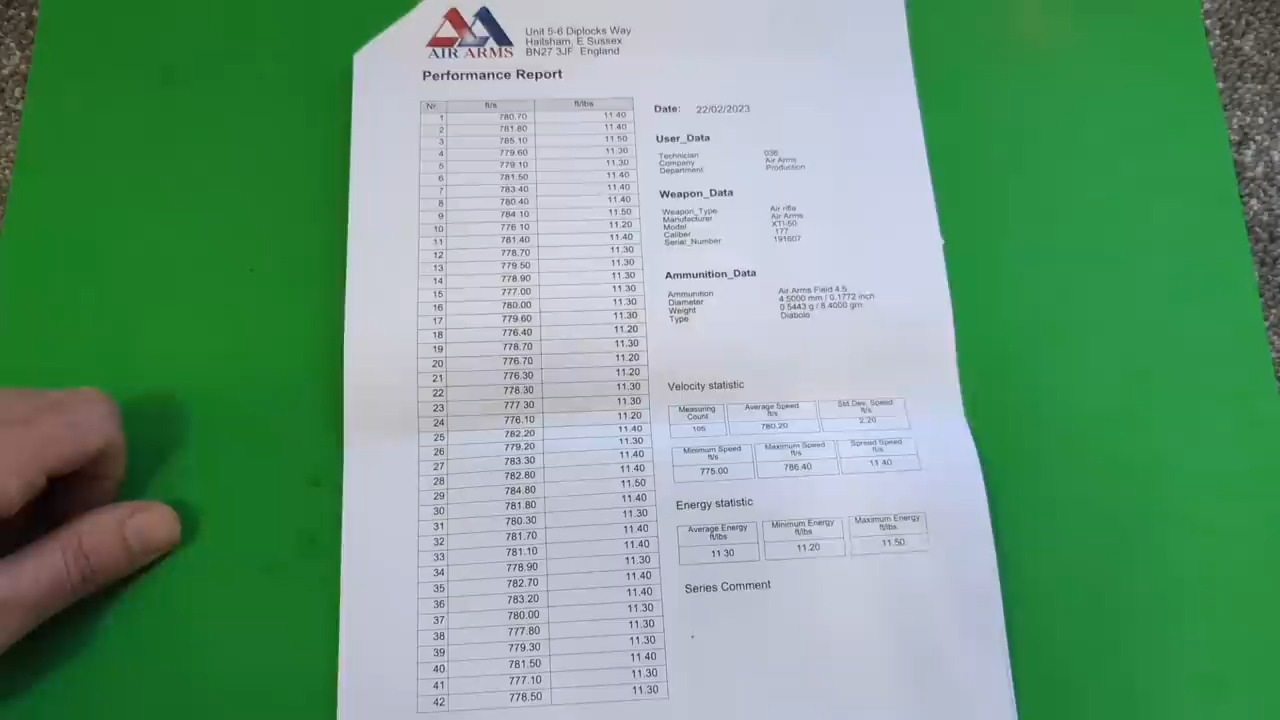 AIR ARMS
Unit 5-6 Diplocks Way
Hailsham, E Sussex
BN27 3JF England
Performance Report
Nr. ft/s ft/lbs
1 780.70 11.40
2 781.80 11.40
3 785.10 11.50
4 779.60 11.30
5 779.10 11.30
6 781.50 11.40
7 783.40 11.40
8 780.40 11.40
9 784.10 11.50
10 776.10 11.20
11 781.40 11.40
12 778.70 11.30
13 779.50 11.30
14 778.90 11.30
15 777.00 11.30
16 780.00 11.30
17 779.60 11.30
18 776.40 11.20
19 778.70 11.30
20 776.70 11.20
21 776.30 11.20
22 778.30 11.30
23 777.30 11.30
24 776.10 11.20
25 782.20 11.40
26 779.20 11.30
27 783.30 11.40
28 782.80 11.40
29 784.80 11.50
30 781.80 11.40
31 780.30 11.30
32 781.70 11.40
33 781.10 11.40
34 778.90 11.30
35 782.70 11.40
36 783.20 11.40
37 780.00 11.30
38 777.80 11.30
39 779.30 11.30
40 781.50 11.40
41 777.10 11.30
42 778.50 11.30
Date: 22/02/2023
User_Data
Technician 036
Company Air Arms
Department Production
Weapon_Data
Weapon_Type Air rifle
Manufacturer Air Arms
Model XTI-50
Caliber 177
Serial_Number 191607
Ammunition_Data
Ammunition Air Arms Field 4.5
Diameter 4.5000 mm / 0.1772 inch
Weight 0.5443 g / 8.4000 grn
Type Diabolo
Velocity statistic
Measuring Count Average Speed ft/s Std.Dev. Speed ft/s
105 780.20 2.20
Minimum Speed ft/s Maximum Speed ft/s Spread Speed ft/s
775.00 786.40 11.40
Energy statistic
Average Energy ft/lbs Minimum Energy ft/lbs Maximum Energy ft/lbs
11.30 11.20 11.50
Series Comment